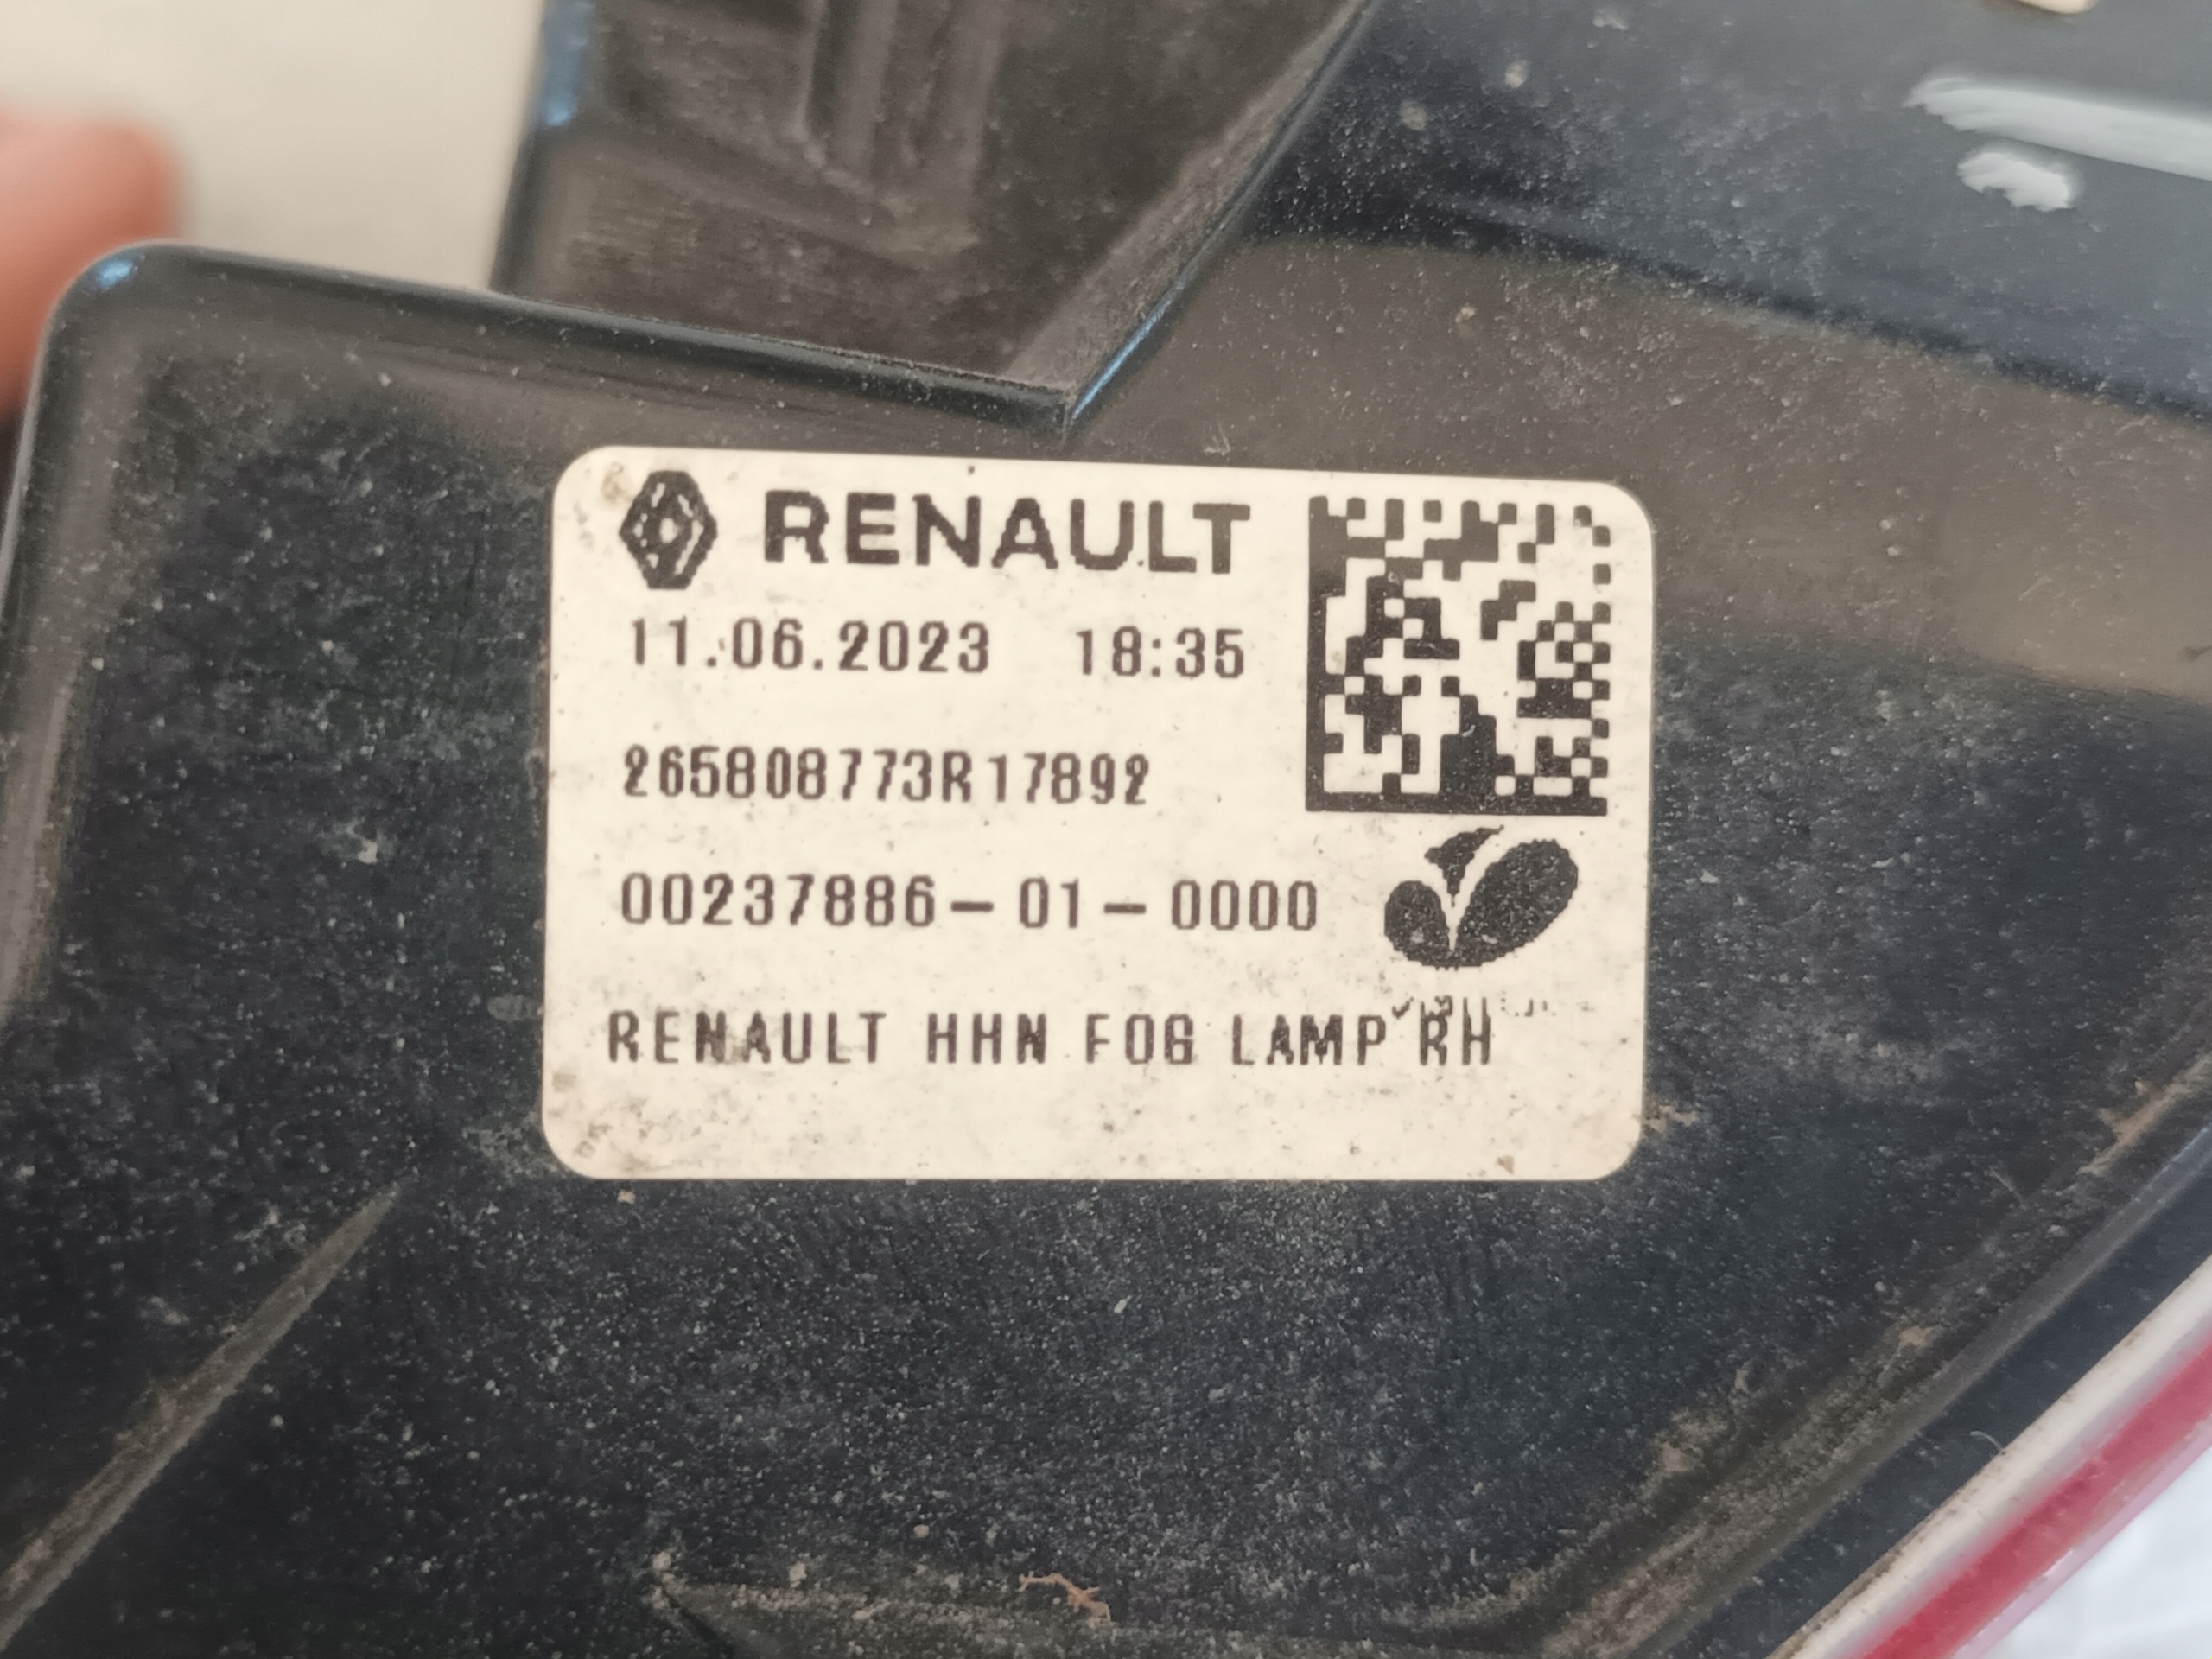 RENAULT
11.06.2023 18:35
265808773R17892
00237886-01-0000
RENAULT HHN FOG LAMP RH